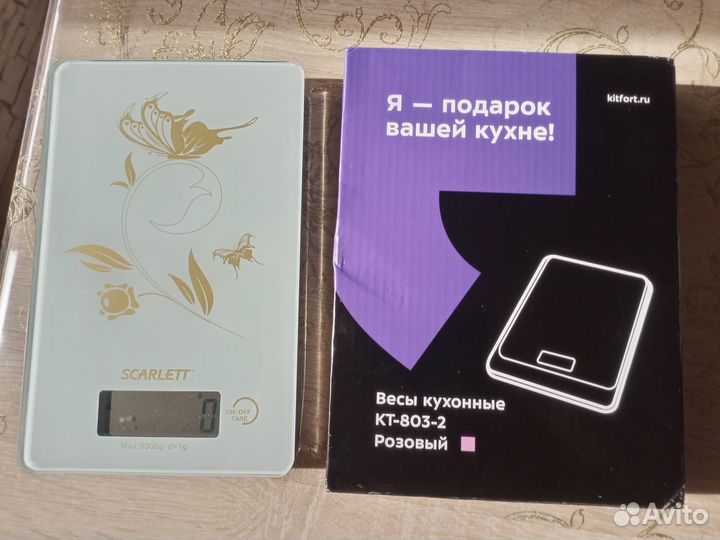 SCARLETT™
0
ON/OFF
TARE
Max:5000g d=1g
Я — подарок
вашей кухне!
kitfort.ru
Весы кухонные
КТ-803-2
Розовый
Avito